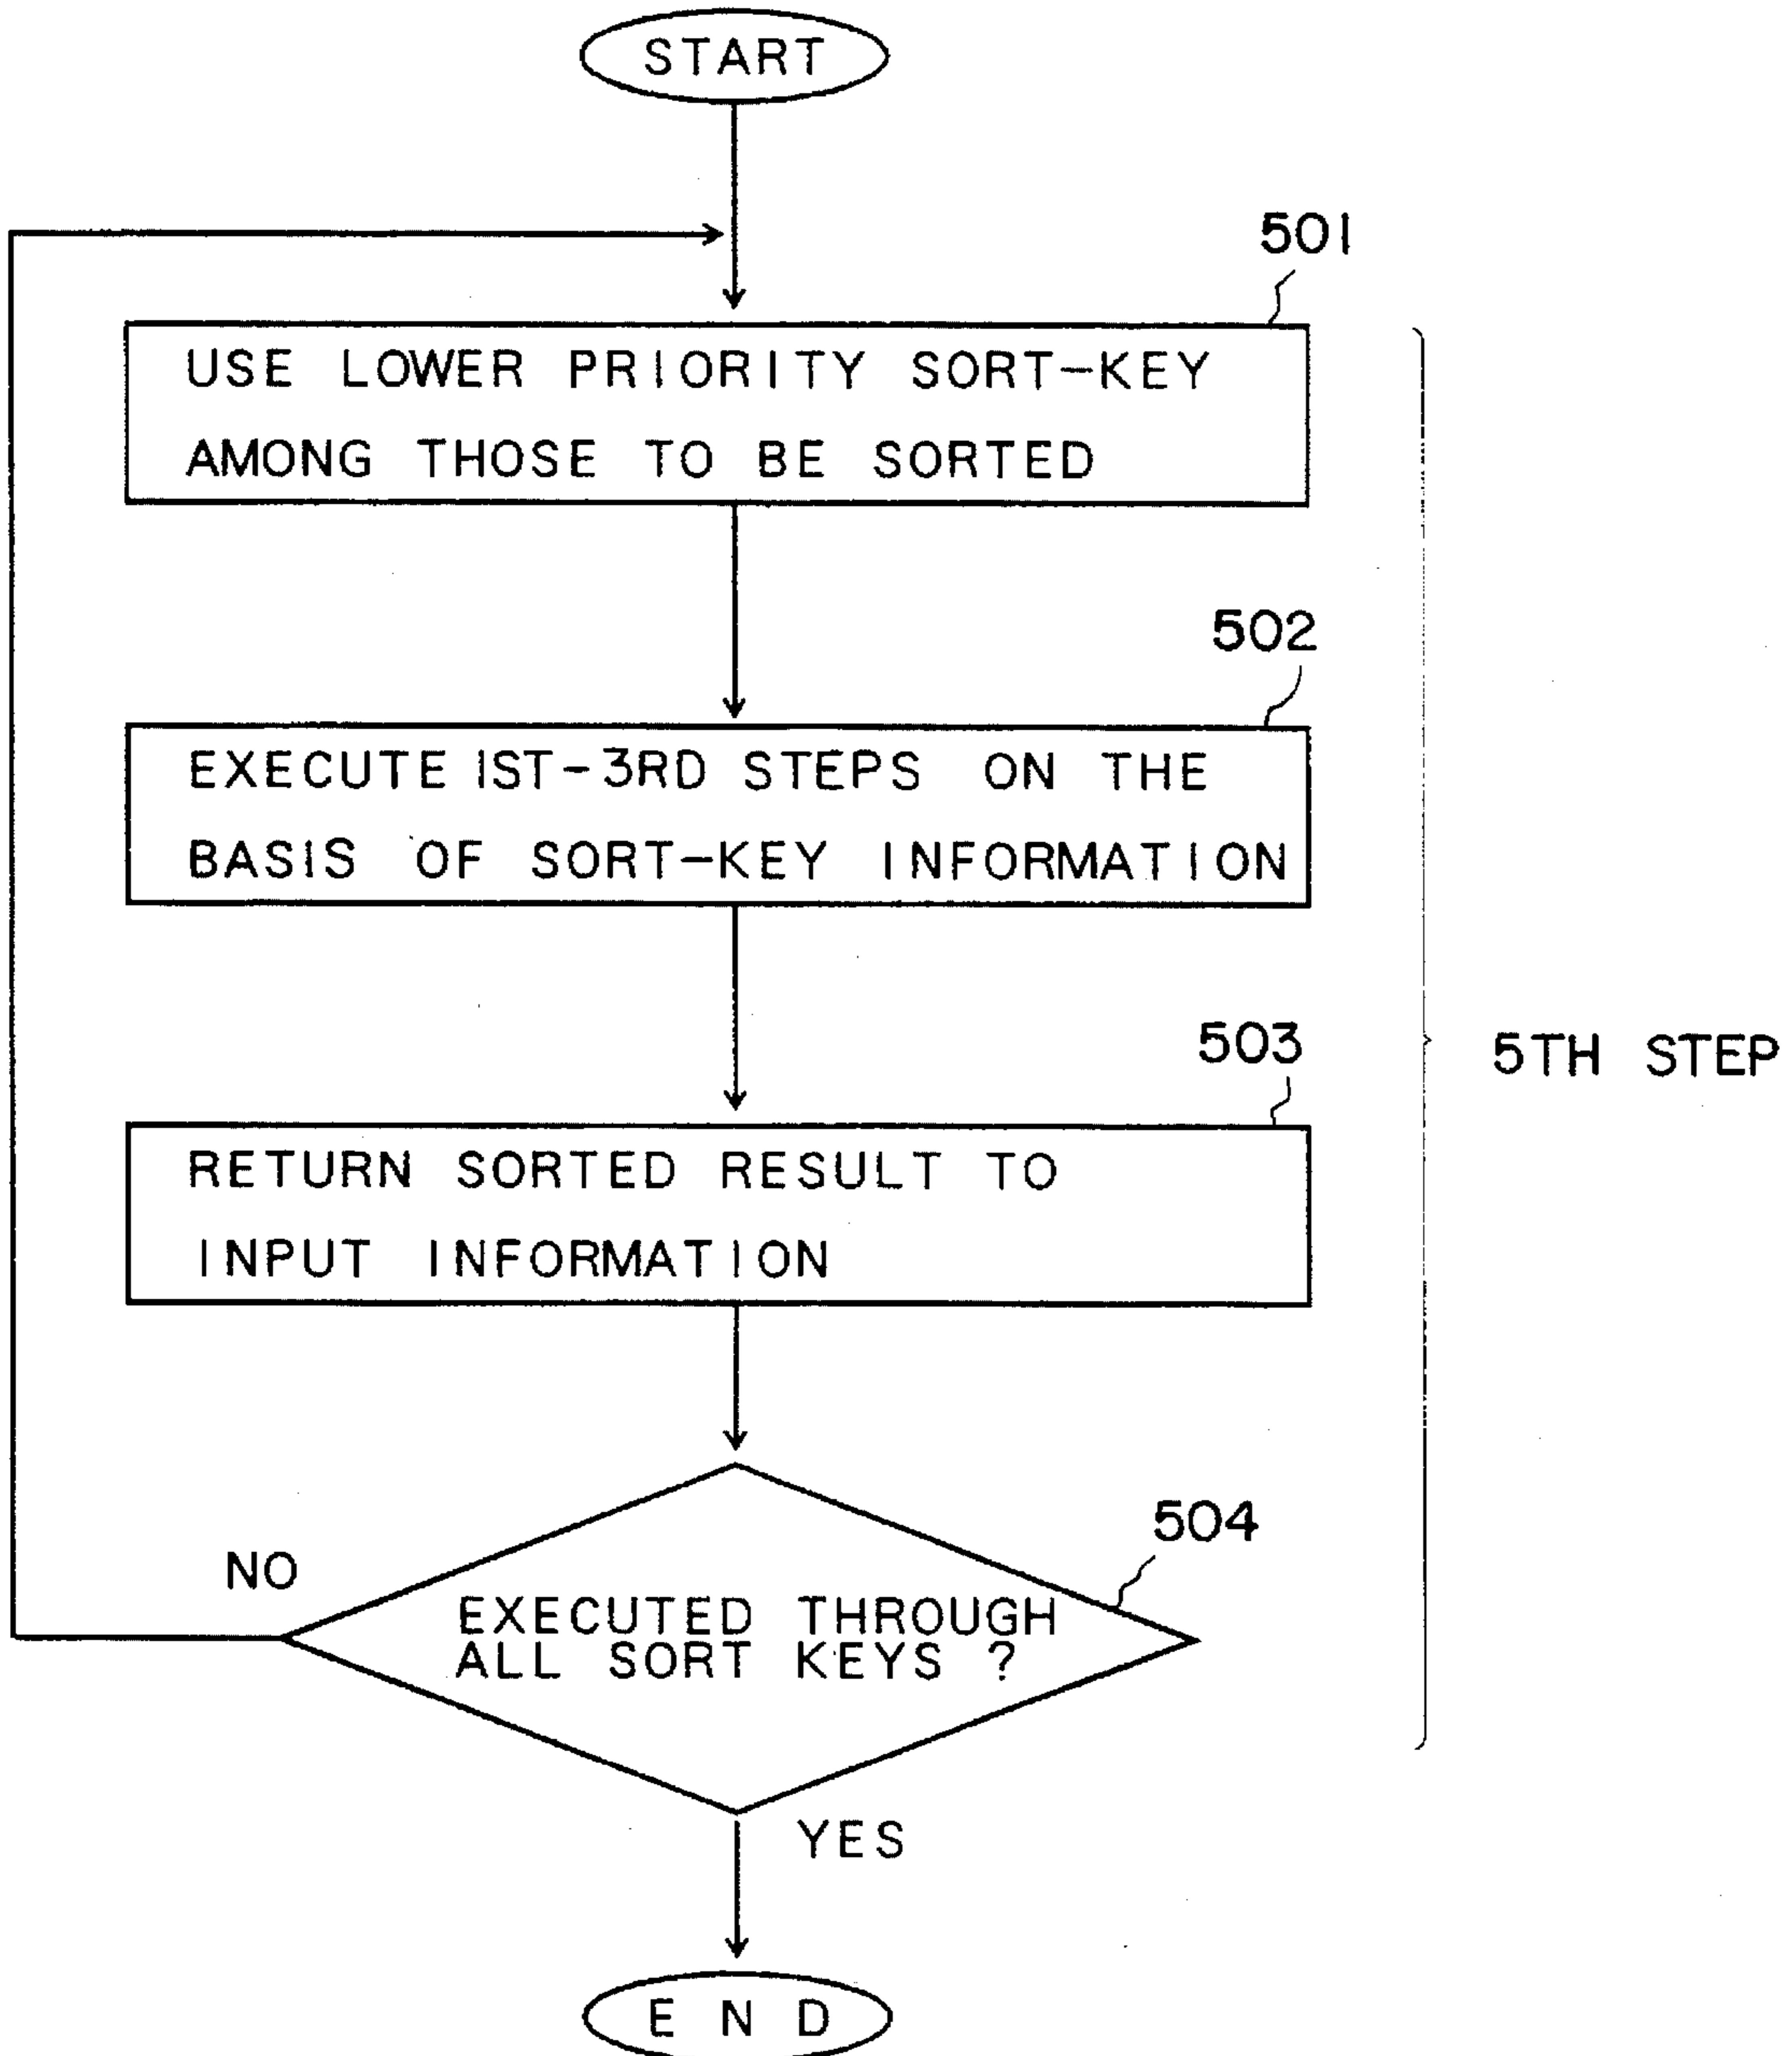 START
501
USE LOWER PRIORITY SORT-KEY
AMONG THOSE TO BE SORTED
502
EXECUTE 1ST-3RD STEPS ON THE
BASIS OF SORT-KEY INFORMATION
503
5TH STEP
RETURN SORTED RESULT TO
INPUT INFORMATION
504
NO
EXECUTED THROUGH
ALL SORT KEYS ?
YES
END